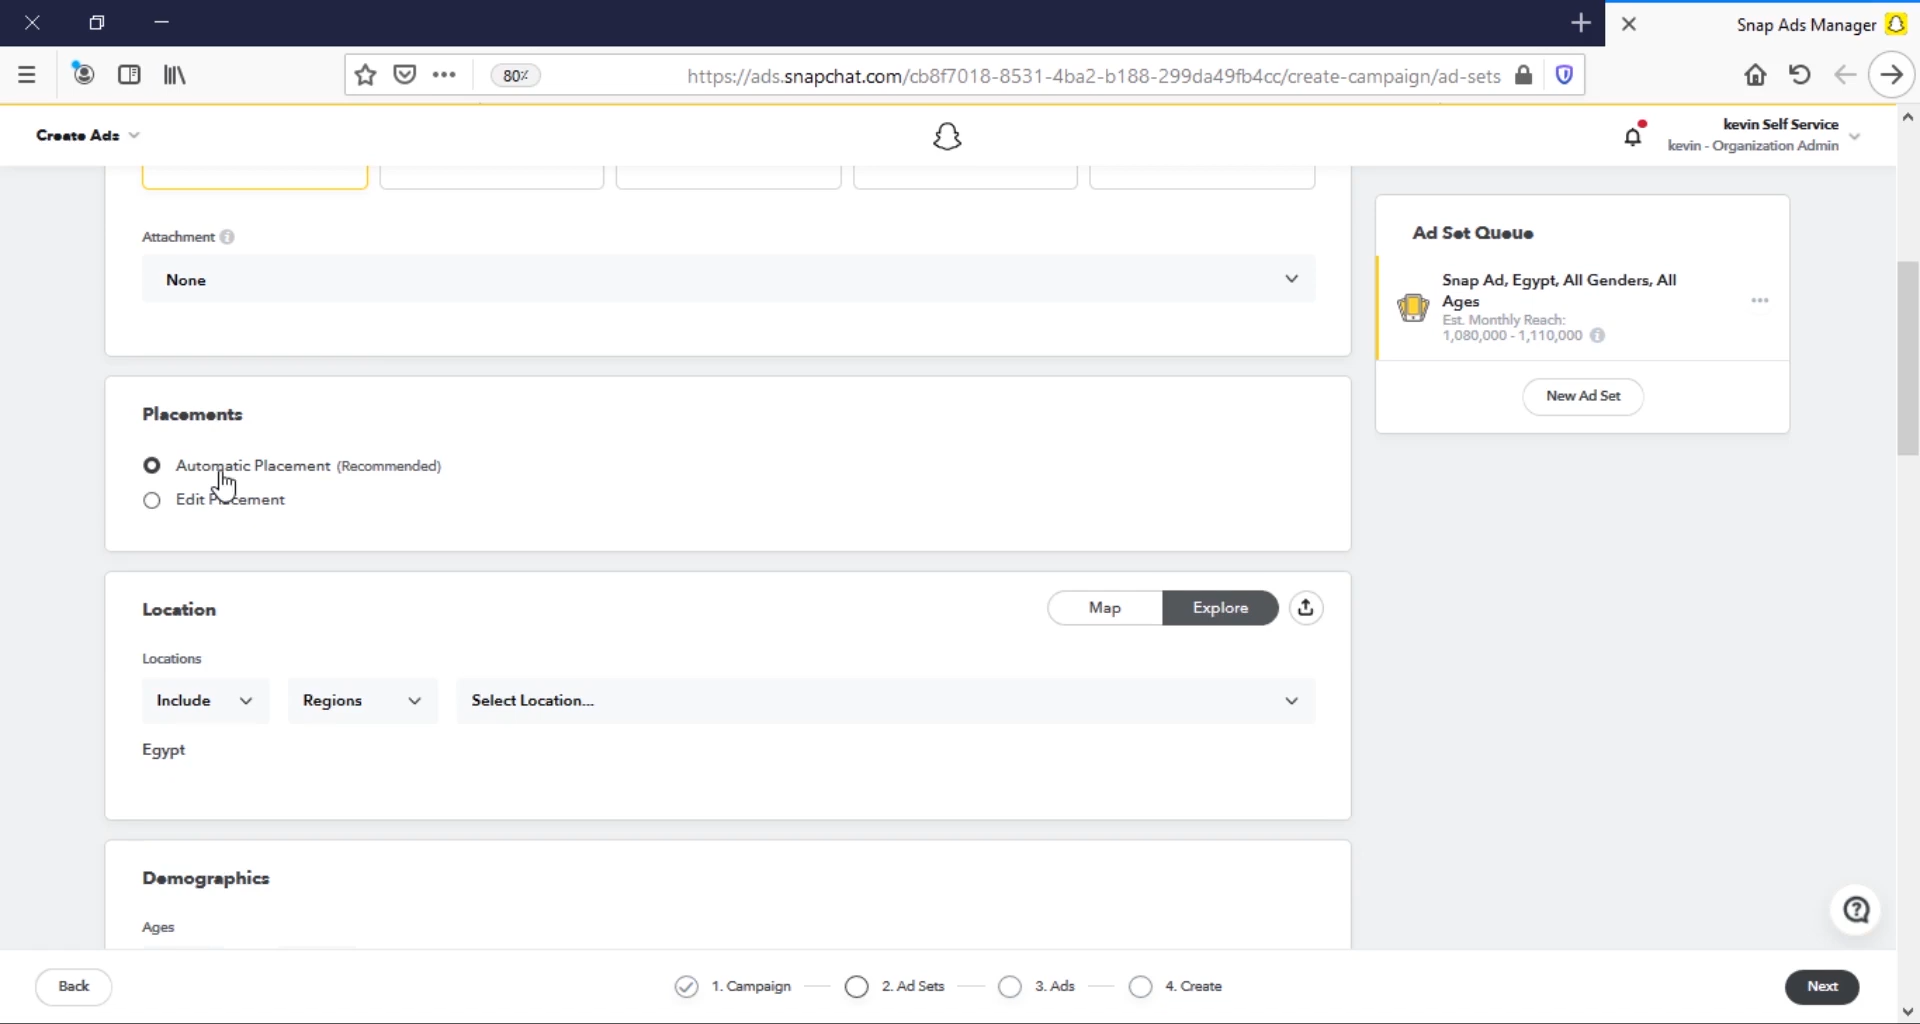 Snap Ads Manager
80%
https://ads.snapchat.com/cb8f7018-8531-4ba2-b188-299da49fb4cc/create-campaign/ad-sets
Create Ads
kevin Self Service
kevin - Organization Admin
Attachment
None
Ad Set Queue
Snap Ad, Egypt, All Genders, All
Ages
Est. Monthly Reach:
1,080,000 - 1,110,000
New Ad Set
Placements
Automatic Placement (Recommended)
Edit Placement
Location
Map
Explore
Locations
Include
Regions
Select Location...
Egypt
Demographics
Ages
Back
1. Campaign
2. Ad Sets
3. Ads
4. Create
Next